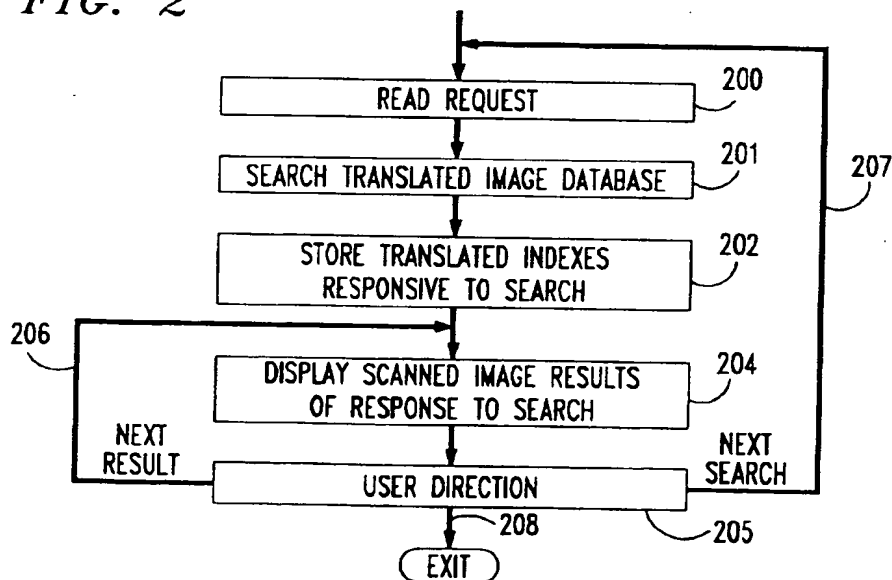 FIG. 2
READ REQUEST
200
SEARCH TRANSLATED IMAGE DATABASE
201
207
STORE TRANSLATED INDEXES
RESPONSIVE TO SEARCH
202
206
DISPLAY SCANNED IMAGE RESULTS
OF RESPONSE TO SEARCH
204
NEXT
RESULT
NEXT
SEARCH
USER DIRECTION
205
208
EXIT